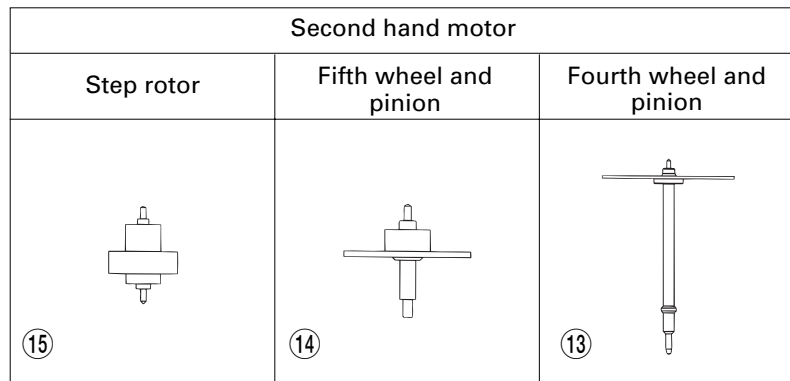 Second hand motor
Step rotor
Fifth wheel and
pinion
Fourth wheel and
pinion
⑮
⑭
⑬